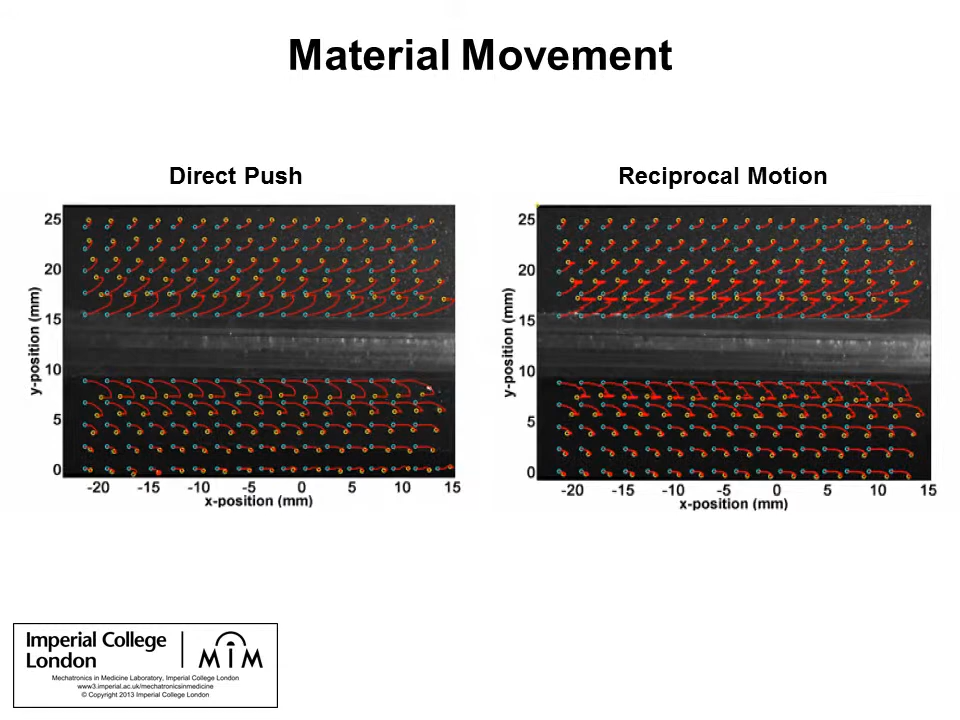 Material Movement
Direct Push
Reciprocal Motion
25
20
15
10
5
0
y-position (mm)
-20 -15 -10 -5 0 5 10 15
x-position (mm)
25
20
15
10
5
0
y-position (mm)
-20 -15 -10 -5 0 5 10 15
x-position (mm)
Imperial College
London
MIM
Mechatronics in Medicine Laboratory, Imperial College London
www3.imperial.ac.uk/mechatronicsinmedicine
© Copyright 2013 Imperial College London